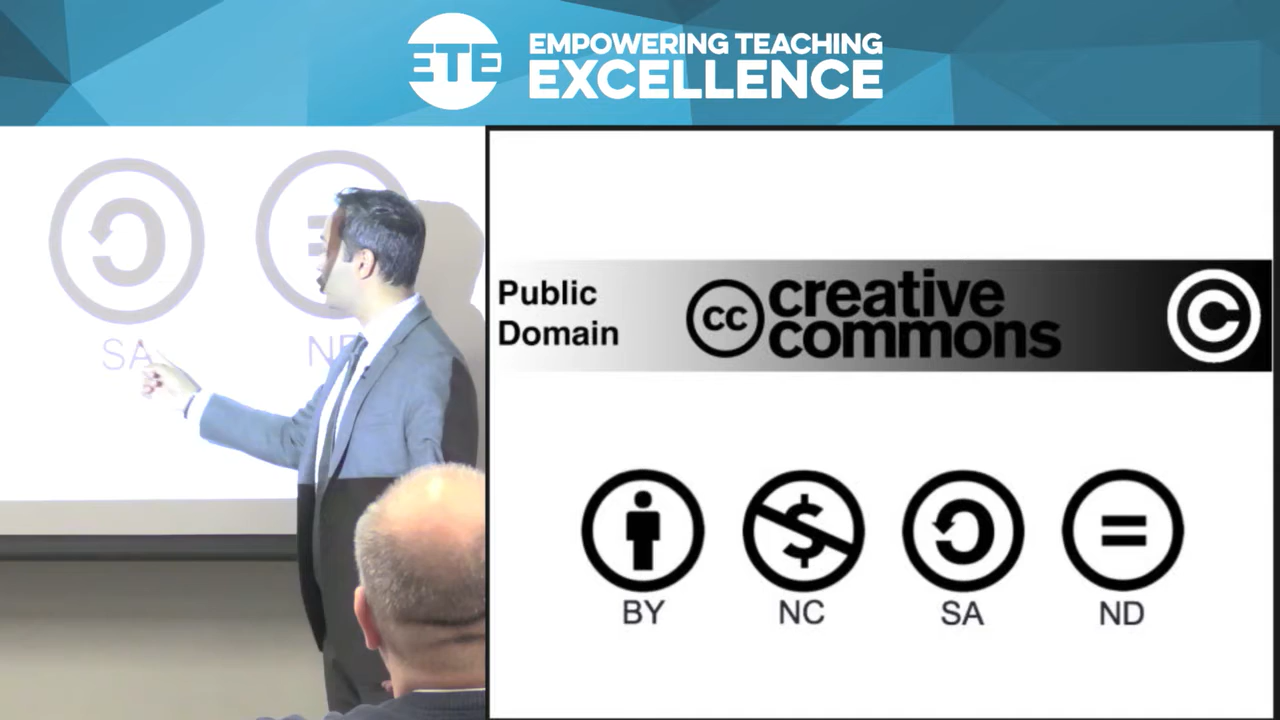 ETE
EMPOWERING TEACHING
EXCELLENCE
SA
Public
Domain
cc
creative
commons
C
BY
NC
SA
ND